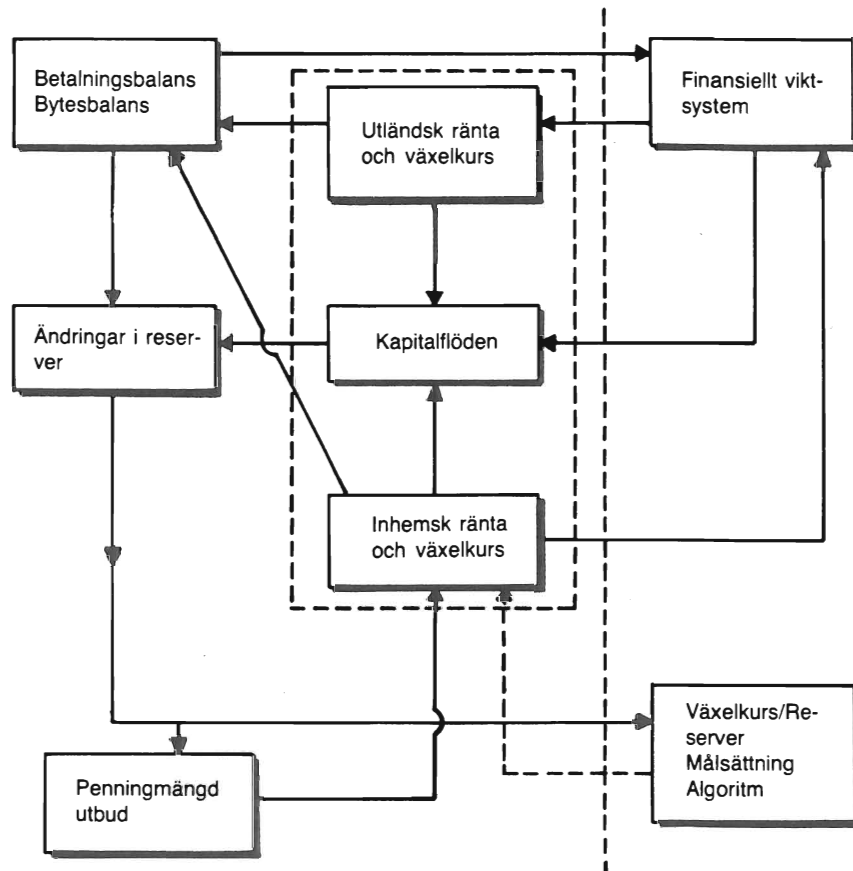 Betalningsbalans
Bytesbalans
Utländsk ränta
och växelkurs
Finansiellt vikt-
system
Ändringar i reser-
ver
Kapitalflöden
Inhemsk ränta
och växelkurs
Penningmängd
utbud
Växelkurs/Re-
server
Målsättning
Algoritm